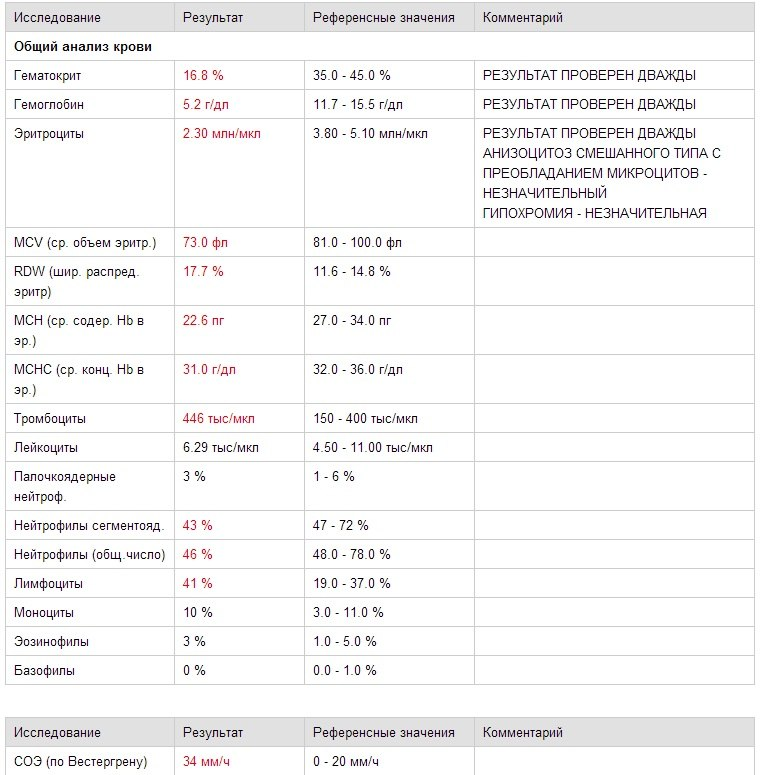 Исследование Результат Референсные значения Комментарий
Общий анализ крови
Гематокрит 16.8 % 35.0 - 45.0 % РЕЗУЛЬТАТ ПРОВЕРЕН ДВАЖДЫ
Гемоглобин 5.2 г/дл 11.7 - 15.5 г/дл РЕЗУЛЬТАТ ПРОВЕРЕН ДВАЖДЫ
Эритроциты 2.30 млн/мкл 3.80 - 5.10 млн/мкл РЕЗУЛЬТАТ ПРОВЕРЕН ДВАЖДЫ
АНИЗОЦИТОЗ СМЕШАННОГО ТИПА С
ПРЕОБЛАДАНИЕМ МИКРОЦИТОВ -
НЕЗНАЧИТЕЛЬНЫЙ
ГИПОХРОМИЯ - НЕЗНАЧИТЕЛЬНАЯ
MCV (ср. объем эритр.) 73.0 фл 81.0 - 100.0 фл
RDW (шир. распред. 17.7 % 11.6 - 14.8 %
эритр)
MCH (ср. содер. Hb в 22.6 пг 27.0 - 34.0 пг
эр.)
MCHC (ср. конц. Hb в 31.0 г/дл 32.0 - 36.0 г/дл
эр.)
Тромбоциты 446 тыс/мкл 150 - 400 тыс/мкл
Лейкоциты 6.29 тыс/мкл 4.50 - 11.00 тыс/мкл
Палочкоядерные 3 % 1 - 6 %
нейтроф.
Нейтрофилы сегментояд. 43 % 47 - 72 %
Нейтрофилы (общ.число) 46 % 48.0 - 78.0 %
Лимфоциты 41 % 19.0 - 37.0 %
Моноциты 10 % 3.0 - 11.0 %
Эозинофилы 3 % 1.0 - 5.0 %
Базофилы 0 % 0.0 - 1.0 %
Исследование Результат Референсные значения Комментарий
СОЭ (по Вестергрену) 34 мм/ч 0 - 20 мм/ч